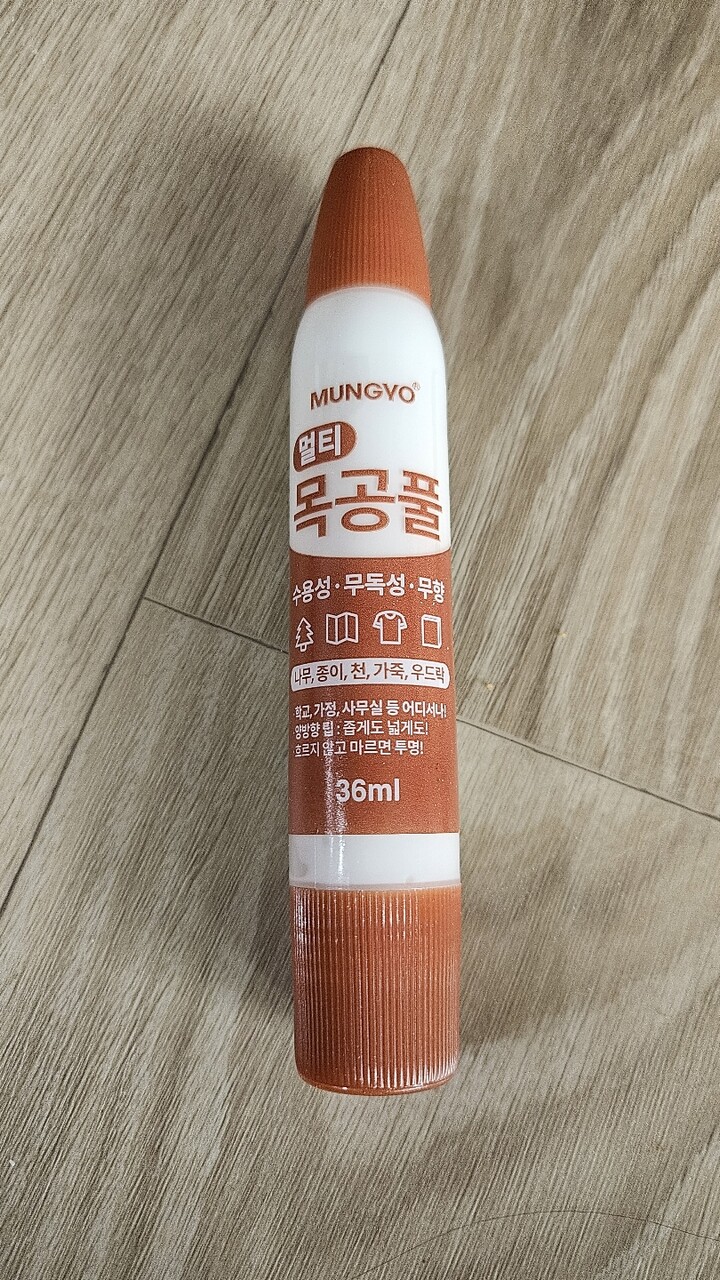 MUNGYO®
멀티
목공풀
수용성·무독성·무향
나무, 종이, 천, 가죽, 우드락
학교, 가정, 사무실 등 어디서나!
양방향 팁 : 좁게도 넓게도!
흐르지 않고 마르면 투명!
36ml